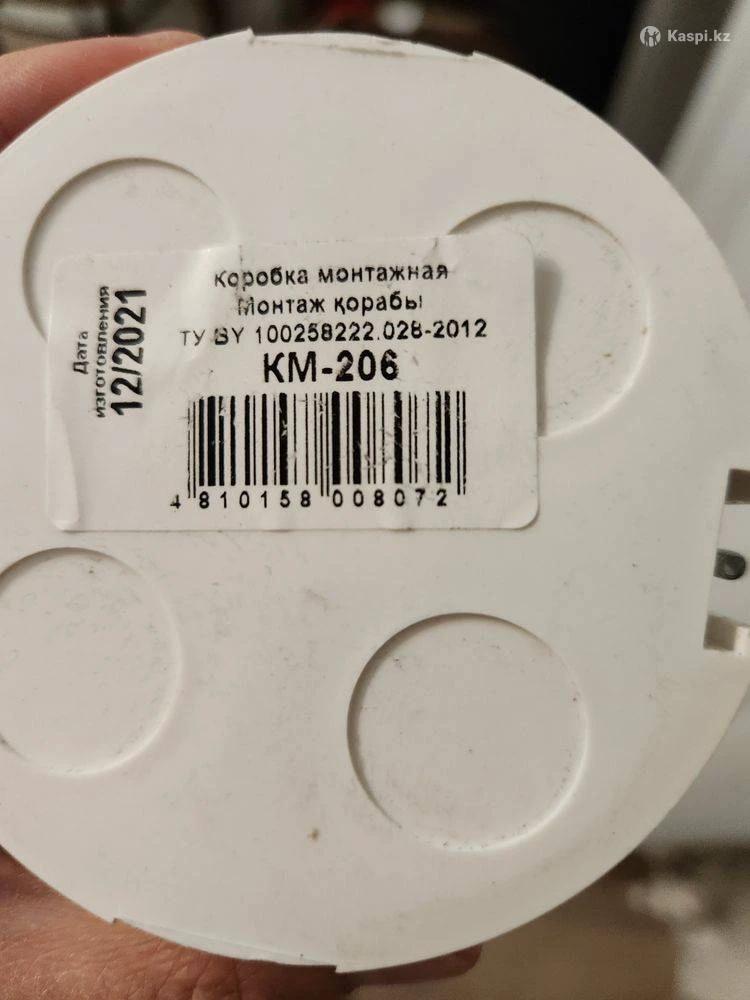 Kaspi.kz
Дата
изготовления
12/2021
коробка монтажная
Монтаж қорабы
ТУ BY 100258222.028-2012
КМ-206
4 810158 008072